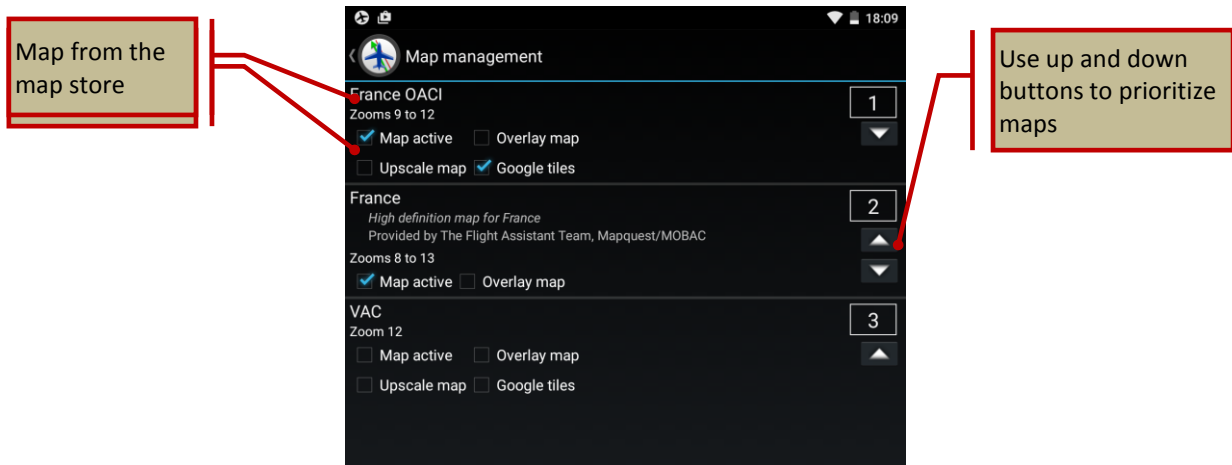 Map from the
map store
18:09
Map management
France OACI
1
Zooms 9 to 12
Map active Overlay map
Upscale map Google tiles
France
2
High definition map for France
Provided by The Flight Assistant Team, Mapquest/MOBAC
Zooms 8 to 13
Map active Overlay map
VAC
3
Zoom 12
Map active Overlay map
Upscale map Google tiles
Use up and down
buttons to prioritize
maps